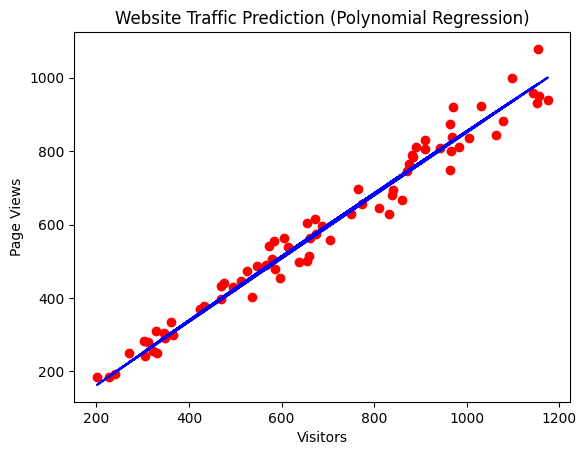 Website Traffic Prediction (Polynomial Regression)
1000
800
600
400
200
Page Views
200 400 600 800 1000 1200
Visitors